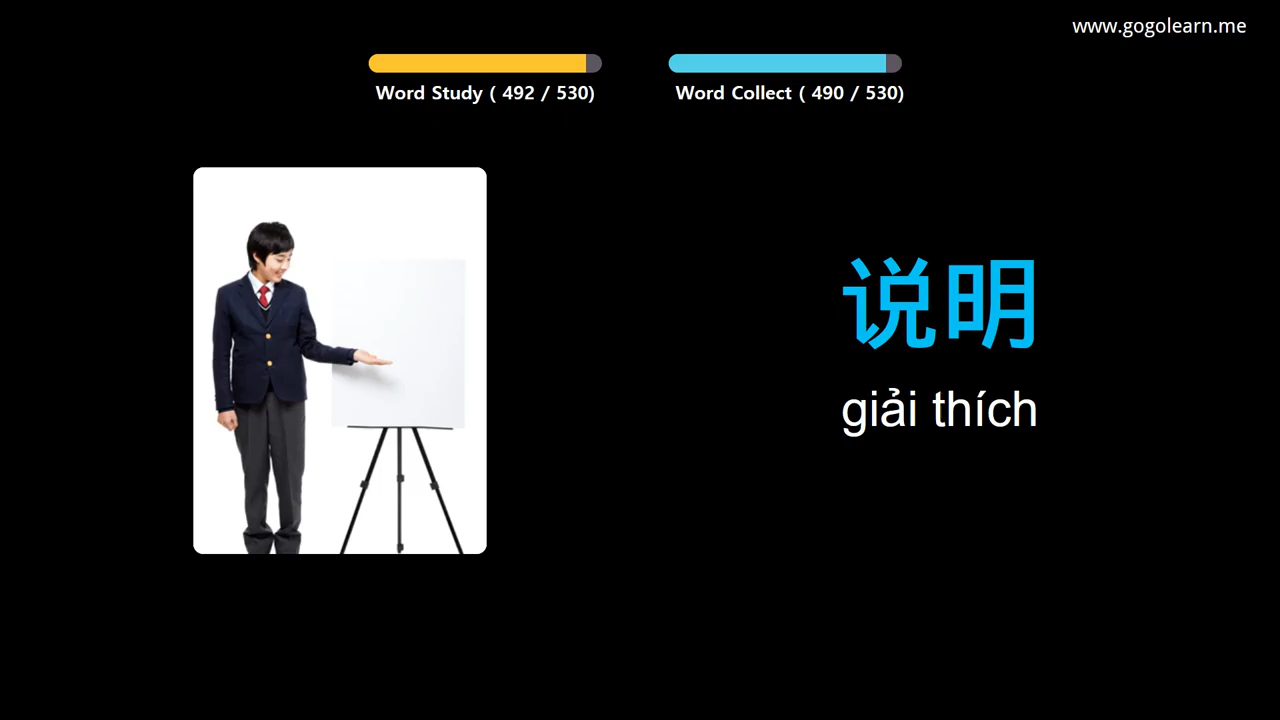 www.gogolearn.me
Word Study ( 492 / 530)
Word Collect ( 490 / 530)
说明
giải thích